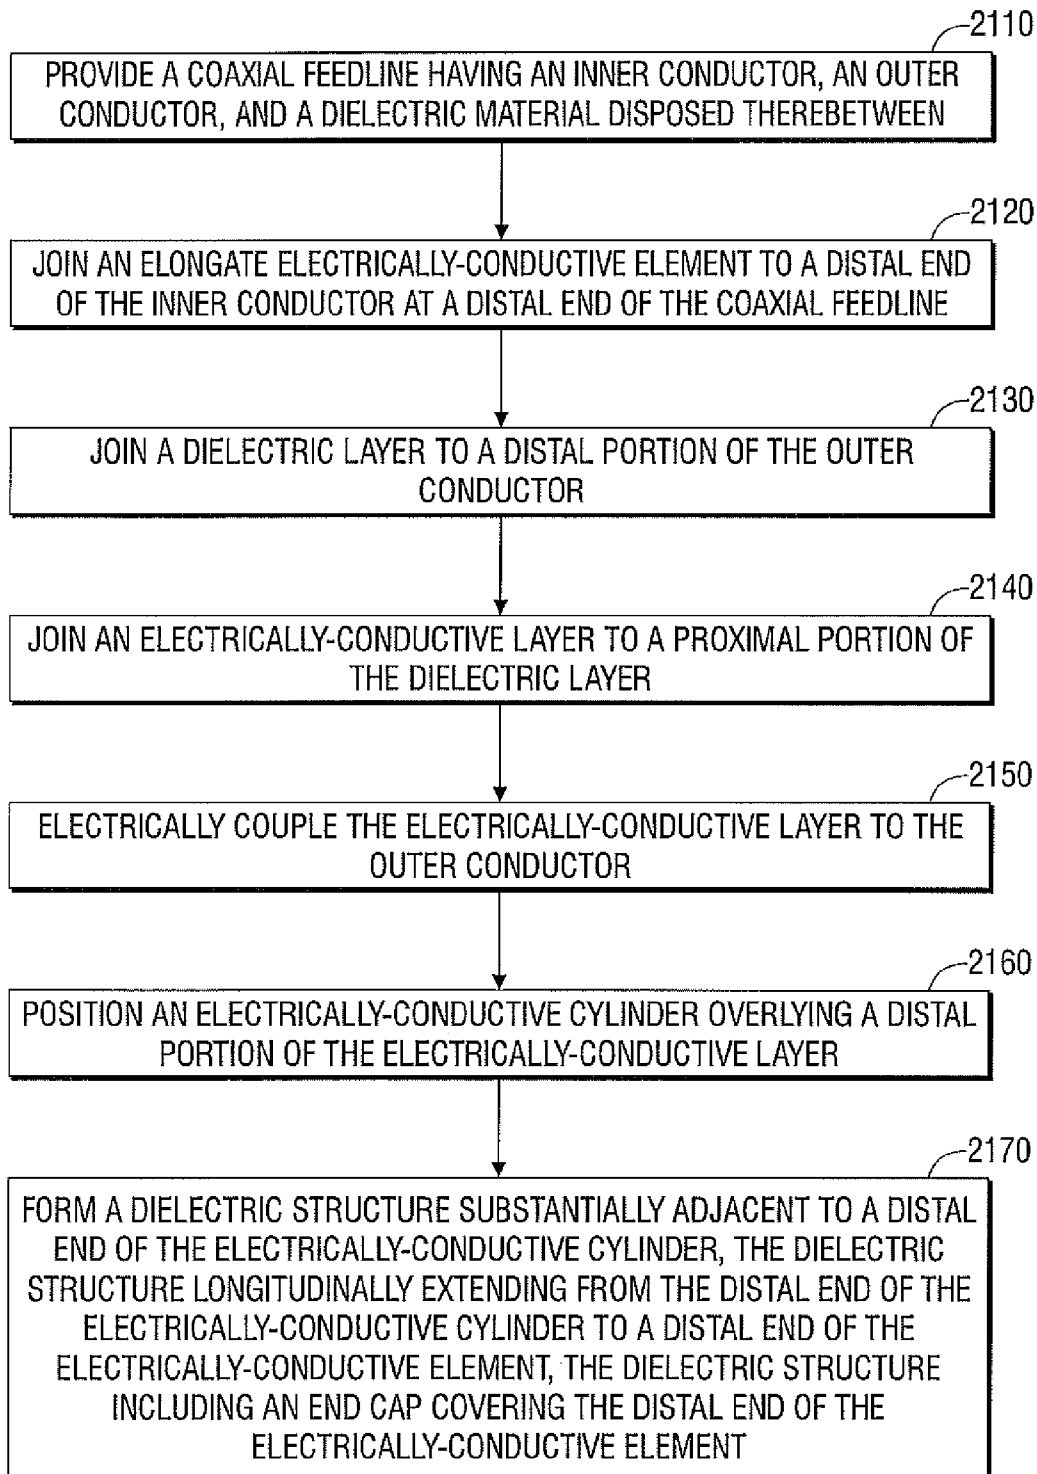 2110
PROVIDE A COAXIAL FEEDLINE HAVING AN INNER CONDUCTOR, AN OUTER
CONDUCTOR, AND A DIELECTRIC MATERIAL DISPOSED THEREBETWEEN
2120
JOIN AN ELONGATE ELECTRICALLY-CONDUCTIVE ELEMENT TO A DISTAL END
OF THE INNER CONDUCTOR AT A DISTAL END OF THE COAXIAL FEEDLINE
2130
JOIN A DIELECTRIC LAYER TO A DISTAL PORTION OF THE OUTER
CONDUCTOR
2140
JOIN AN ELECTRICALLY-CONDUCTIVE LAYER TO A PROXIMAL PORTION OF
THE DIELECTRIC LAYER
2150
ELECTRICALLY COUPLE THE ELECTRICALLY-CONDUCTIVE LAYER TO THE
OUTER CONDUCTOR
2160
POSITION AN ELECTRICALLY-CONDUCTIVE CYLINDER OVERLYING A DISTAL
PORTION OF THE ELECTRICALLY-CONDUCTIVE LAYER
2170
FORM A DIELECTRIC STRUCTURE SUBSTANTIALLY ADJACENT TO A DISTAL
END OF THE ELECTRICALLY-CONDUCTIVE CYLINDER, THE DIELECTRIC
STRUCTURE LONGITUDINALLY EXTENDING FROM THE DISTAL END OF THE
ELECTRICALLY-CONDUCTIVE CYLINDER TO A DISTAL END OF THE
ELECTRICALLY-CONDUCTIVE ELEMENT, THE DIELECTRIC STRUCTURE
INCLUDING AN END CAP COVERING THE DISTAL END OF THE
ELECTRICALLY-CONDUCTIVE ELEMENT